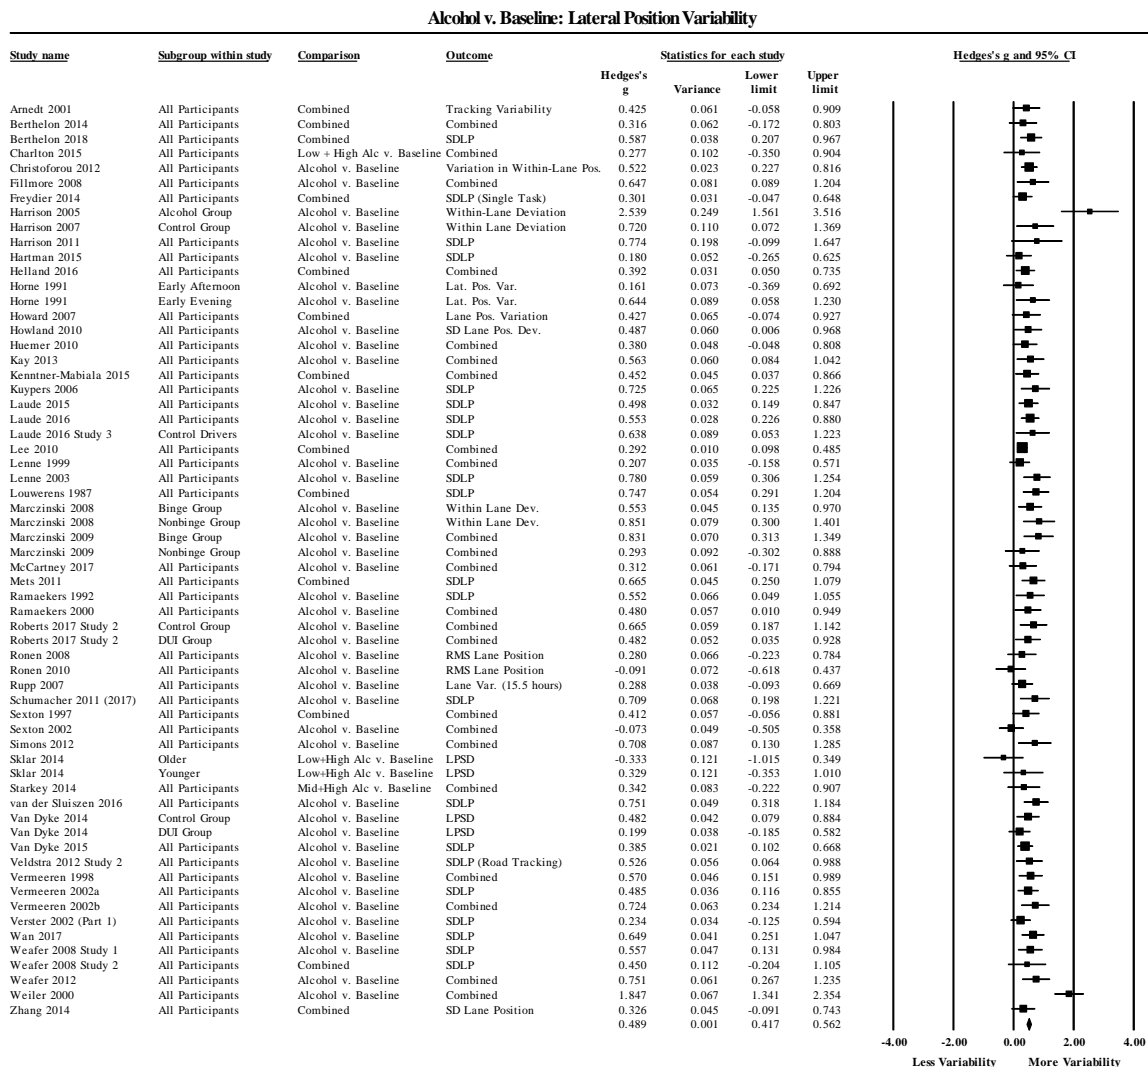 Alcohol v. Baseline: Lateral Position Variability
Study name Subgroup within study Comparison Outcome Statistics for each study Hedges's g and 95% CI
Hedges's Lower Upper
g Variance limit limit
Arnedt 2001 All Participants Combined Tracking Variability 0.425 0.061 -0.058 0.909
Berthelon 2014 All Participants Combined Combined 0.316 0.062 -0.172 0.803
Berthelon 2018 All Participants Combined SDLP 0.587 0.038 0.207 0.967
Charlton 2015 All Participants Low + High Alc v. Baseline Combined 0.277 0.102 -0.350 0.904
Christoforou 2012 All Participants Alcohol v. Baseline Variation in Within-Lane Pos. 0.522 0.023 0.227 0.816
Fillmore 2008 All Participants Alcohol v. Baseline Combined 0.647 0.081 0.089 1.204
Freydier 2014 All Participants Combined SDLP (Single Task) 0.301 0.031 -0.047 0.648
Harrison 2005 Alcohol Group Alcohol v. Baseline Within-Lane Deviation 2.539 0.249 1.561 3.516
Harrison 2007 Control Group Alcohol v. Baseline Within Lane Deviation 0.720 0.110 0.072 1.369
Harrison 2011 All Participants Alcohol v. Baseline SDLP 0.774 0.198 -0.099 1.647
Hartman 2015 All Participants Alcohol v. Baseline SDLP 0.180 0.052 -0.265 0.625
Helland 2016 All Participants Combined Combined 0.392 0.031 0.050 0.735
Horne 1991 Early Afternoon Alcohol v. Baseline Lat. Pos. Var. 0.161 0.073 -0.369 0.692
Horne 1991 Early Evening Alcohol v. Baseline Lat. Pos. Var. 0.644 0.089 0.058 1.230
Howard 2007 All Participants Combined Lane Pos. Variation 0.427 0.065 -0.074 0.927
Howland 2010 All Participants Alcohol v. Baseline SD Lane Pos. Dev. 0.487 0.060 0.006 0.968
Huemer 2010 All Participants Alcohol v. Baseline Combined 0.380 0.048 -0.048 0.808
Kay 2013 All Participants Alcohol v. Baseline Combined 0.563 0.060 0.084 1.042
Kenntner-Mabiala 2015 All Participants Combined Combined 0.452 0.045 0.037 0.866
Kuypers 2006 All Participants Alcohol v. Baseline SDLP 0.725 0.065 0.225 1.226
Laude 2015 All Participants Alcohol v. Baseline SDLP 0.498 0.032 0.149 0.847
Laude 2016 All Participants Alcohol v. Baseline SDLP 0.553 0.028 0.226 0.880
Laude 2016 Study 3 Control Drivers Alcohol v. Baseline SDLP 0.638 0.089 0.053 1.223
Lee 2010 All Participants Combined Combined 0.292 0.010 0.098 0.485
Lenne 1999 All Participants Alcohol v. Baseline Combined 0.207 0.035 -0.158 0.571
Lenne 2003 All Participants Alcohol v. Baseline SDLP 0.780 0.059 0.306 1.254
Louwerens 1987 All Participants Combined SDLP 0.747 0.054 0.291 1.204
Marczinski 2008 Binge Group Alcohol v. Baseline Within Lane Dev. 0.553 0.045 0.135 0.970
Marczinski 2008 Nonbinge Group Alcohol v. Baseline Within Lane Dev. 0.851 0.079 0.300 1.401
Marczinski 2009 Binge Group Alcohol v. Baseline Combined 0.831 0.070 0.313 1.349
Marczinski 2009 Nonbinge Group Alcohol v. Baseline Combined 0.293 0.092 -0.302 0.888
McCartney 2017 All Participants Alcohol v. Baseline Combined 0.312 0.061 -0.171 0.794
Mets 2011 All Participants Combined SDLP 0.665 0.045 0.250 1.079
Ramaekers 1992 All Participants Alcohol v. Baseline SDLP 0.552 0.066 0.049 1.055
Ramaekers 2000 All Participants Alcohol v. Baseline Combined 0.480 0.057 0.010 0.949
Roberts 2017 Study 2 Control Group Alcohol v. Baseline Combined 0.665 0.059 0.187 1.142
Roberts 2017 Study 2 DUI Group Alcohol v. Baseline Combined 0.482 0.052 0.035 0.928
Ronen 2008 All Participants Alcohol v. Baseline RMS Lane Position 0.280 0.066 -0.223 0.784
Ronen 2010 All Participants Alcohol v. Baseline RMS Lane Position -0.091 0.072 -0.618 0.437
Rupp 2007 All Participants Alcohol v. Baseline Lane Var. (15.5 hours) 0.288 0.038 -0.093 0.669
Schumacher 2011 (2017) All Participants Alcohol v. Baseline SDLP 0.709 0.068 0.198 1.221
Sexton 1997 All Participants Combined Combined 0.412 0.057 -0.056 0.881
Sexton 2002 All Participants Alcohol v. Baseline Combined -0.073 0.049 -0.505 0.358
Simons 2012 All Participants Alcohol v. Baseline Combined 0.708 0.087 0.130 1.285
Sklar 2014 Older Low+High Alc v. Baseline LPSD -0.333 0.121 -1.015 0.349
Sklar 2014 Younger Low+High Alc v. Baseline LPSD 0.329 0.121 -0.353 1.010
Starkey 2014 All Participants Mid+High Alc v. Baseline Combined 0.342 0.083 -0.222 0.907
van der Sluiszen 2016 All Participants Alcohol v. Baseline SDLP 0.751 0.049 0.318 1.184
Van Dyke 2014 Control Group Alcohol v. Baseline LPSD 0.482 0.042 0.079 0.884
Van Dyke 2014 DUI Group Alcohol v. Baseline LPSD 0.199 0.038 -0.185 0.582
Van Dyke 2015 All Participants Alcohol v. Baseline SDLP 0.385 0.021 0.102 0.668
Veldstra 2012 Study 2 All Participants Alcohol v. Baseline SDLP (Road Tracking) 0.526 0.056 0.064 0.988
Vermeeren 1998 All Participants Alcohol v. Baseline Combined 0.570 0.046 0.151 0.989
Vermeeren 2002a All Participants Alcohol v. Baseline SDLP 0.485 0.036 0.116 0.855
Vermeeren 2002b All Participants Alcohol v. Baseline Combined 0.724 0.063 0.234 1.214
Verster 2002 (Part 1) All Participants Alcohol v. Baseline SDLP 0.234 0.034 -0.125 0.594
Wan 2017 All Participants Alcohol v. Baseline SDLP 0.649 0.041 0.251 1.047
Weafer 2008 Study 1 All Participants Alcohol v. Baseline SDLP 0.557 0.047 0.131 0.984
Weafer 2008 Study 2 All Participants Combined SDLP 0.450 0.112 -0.204 1.105
Weafer 2012 All Participants Alcohol v. Baseline Combined 0.751 0.061 0.267 1.235
Weiler 2000 All Participants Alcohol v. Baseline Combined 1.847 0.067 1.341 2.354
Zhang 2014 All Participants Combined SD Lane Position 0.326 0.045 -0.091 0.743
0.489 0.001 0.417 0.562
-4.00 -2.00 0.00 2.00 4.00
Less Variability More Variability